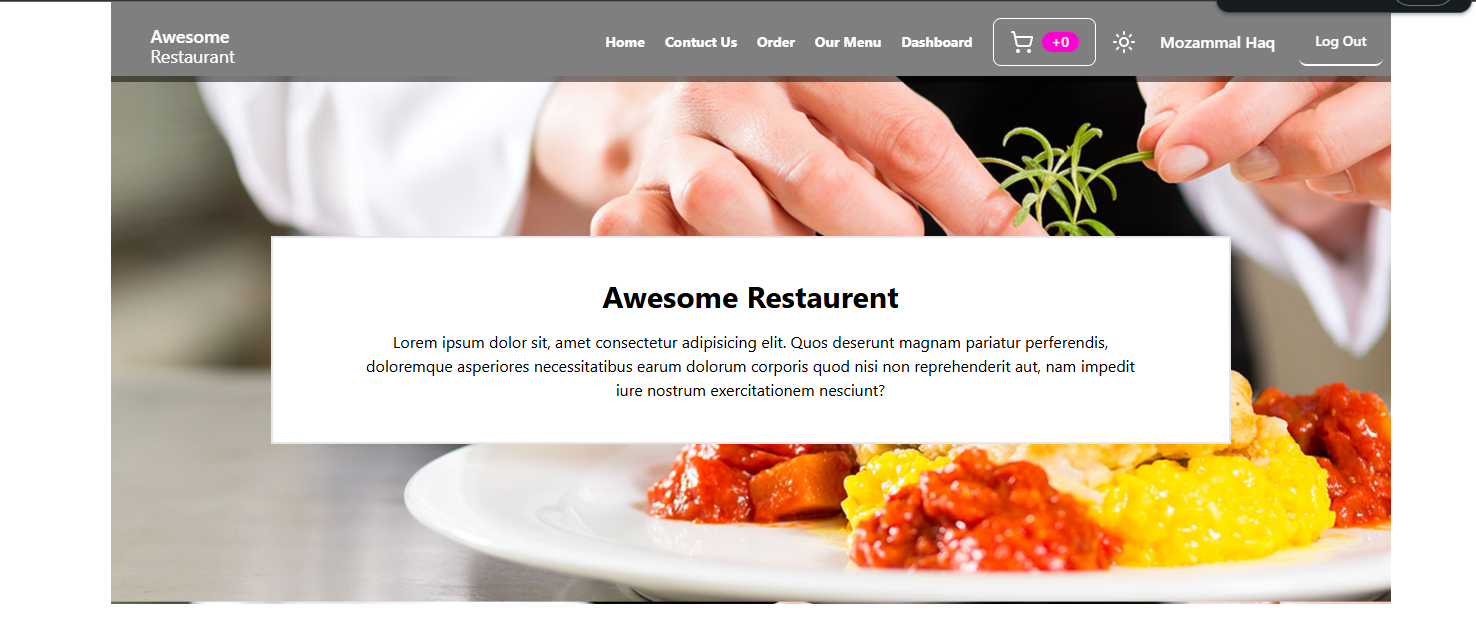 Awesome
Restaurant
Home Contuct Us Order Our Menu Dashboard +0 Mozammal Haq Log Out
Awesome Restaurent
Lorem ipsum dolor sit, amet consectetur adipisicing elit. Quos deserunt magnam pariatur perferendis,
doloremque asperiores necessitatibus earum dolorum corporis quod nisi non reprehenderit aut, nam impedit
iure nostrum exercitationem nesciunt?